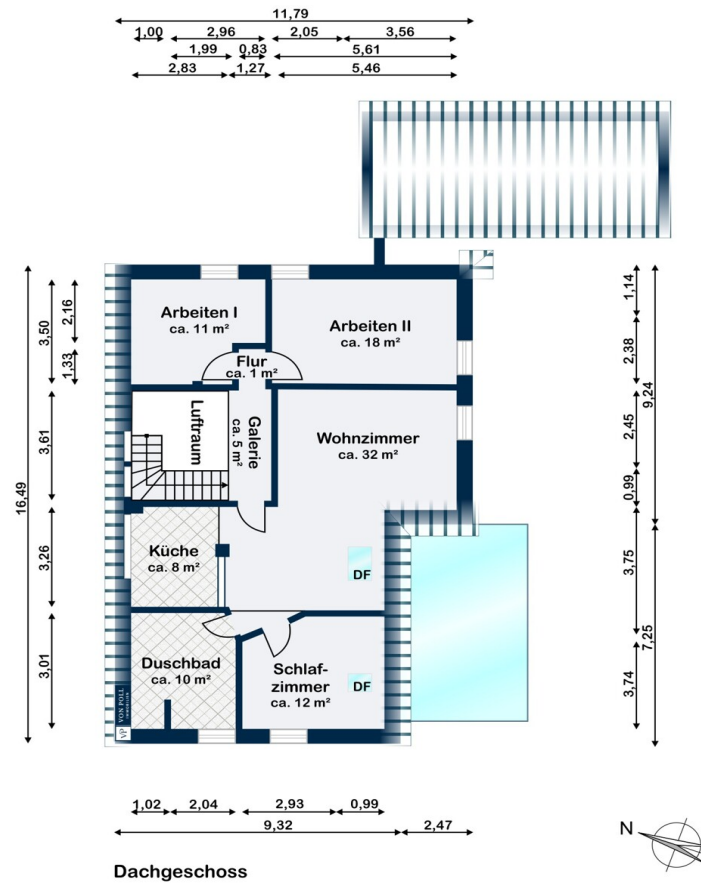 11,79
1,00 2,96 2,05 3,56
1,99 0,83 5,61
2,83 1,27 5,46
16,49
3,50
2,16
1,33
3,61
3,26
3,01
Arbeiten I
ca. 11 m²
Arbeiten II
ca. 18 m²
Flur
ca. 1 m²
Luftraum
Galerie
ca. 5 m²
Wohnzimmer
ca. 32 m²
Küche
ca. 8 m²
DF
Duschbad
ca. 10 m²
Schlaf-
zimmer
ca. 12 m²
DF
VP VON POLL
IMMOBILIEN
1,14
2,38
2,45
0,99
3,75
3,74
9,24
7,25
1,02 2,04 2,93 0,99
9,32 2,47
N
Dachgeschoss